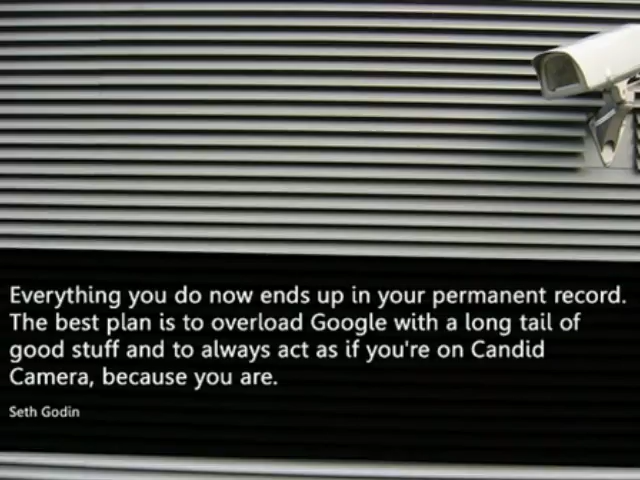 Everything you do now ends up in your permanent record.
The best plan is to overload Google with a long tail of
good stuff and to always act as if you're on Candid
Camera, because you are.
Seth Godin